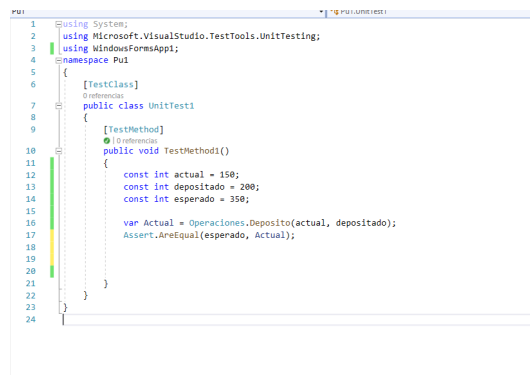 Pu1
Pu1.UnitTest1
1 using System;
2 using Microsoft.VisualStudio.TestTools.UnitTesting;
3 using WindowsFormsApp1;
4 namespace Pu1
5 {
6 [TestClass]
0 referencias
7 public class UnitTest1
8 {
9 [TestMethod]
| 0 referencias
10 public void TestMethod1()
11 {
12 const int actual = 150;
13 const int depositado = 200;
14 const int esperado = 350;
15
16 var Actual = Operaciones.Deposito(actual, depositado);
17 Assert.AreEqual(esperado, Actual);
18
19
20
21 }
22 }
23 }
24